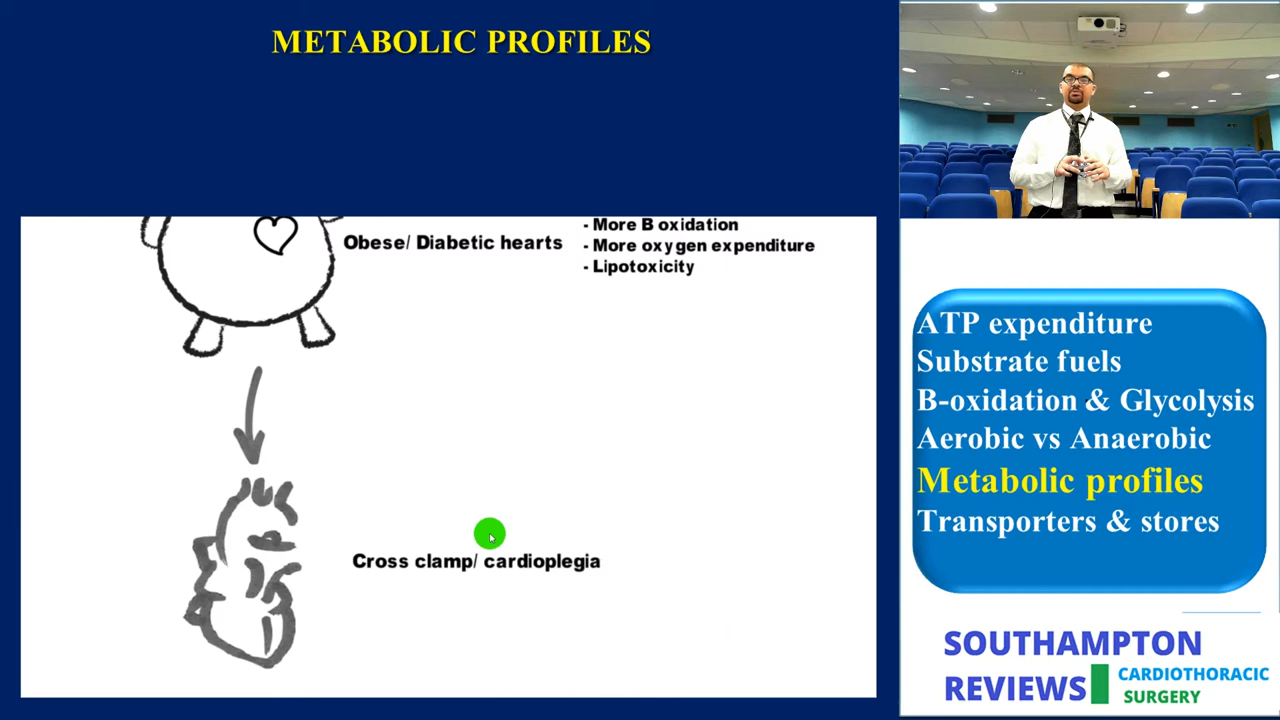 METABOLIC PROFILES
- More B oxidation
Obese/ Diabetic hearts
- More oxygen expenditure
- Lipotoxicity
Cross clamp/ cardioplegia
ATP expenditure
Substrate fuels
B-oxidation & Glycolysis
Aerobic vs Anaerobic
Metabolic profiles
Transporters & stores
SOUTHAMPTON
REVIEWS
CARDIOTHORACIC
SURGERY